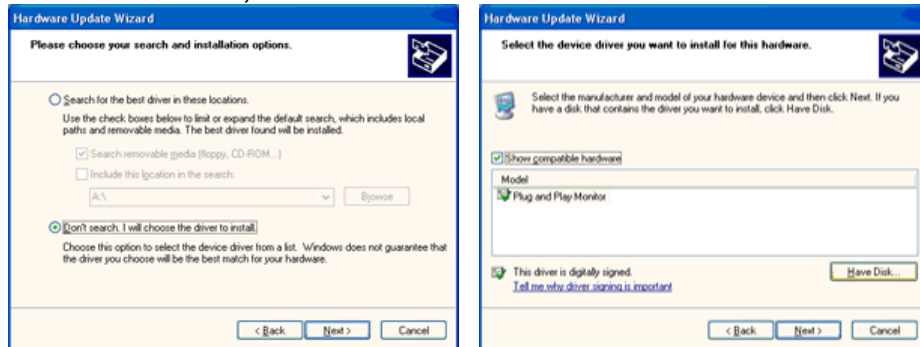 Hardware Update Wizard
Please choose your search and installation options.
Search for the best driver in these locations.
Use the check boxes below to limit or expand the default search, which includes local
paths and removable media. The best driver found will be installed.
Search removable media (floppy, CD-ROM...)
Include this location in the search:
A:\
Browse
Don't search. I will choose the driver to install.
Choose this option to select the device driver from a list. Windows does not guarantee that
the driver you choose will be the best match for your hardware.
< Back
Next >
Cancel
Hardware Update Wizard
Select the device driver you want to install for this hardware.
Select the manufacturer and model of your hardware device and then click Next. If you
have a disk that contains the driver you want to install, click Have Disk.
Show compatible hardware
Model
Plug and Play Monitor
This driver is digitally signed.
Tell me why driver signing is important
Have Disk...
< Back
Next >
Cancel